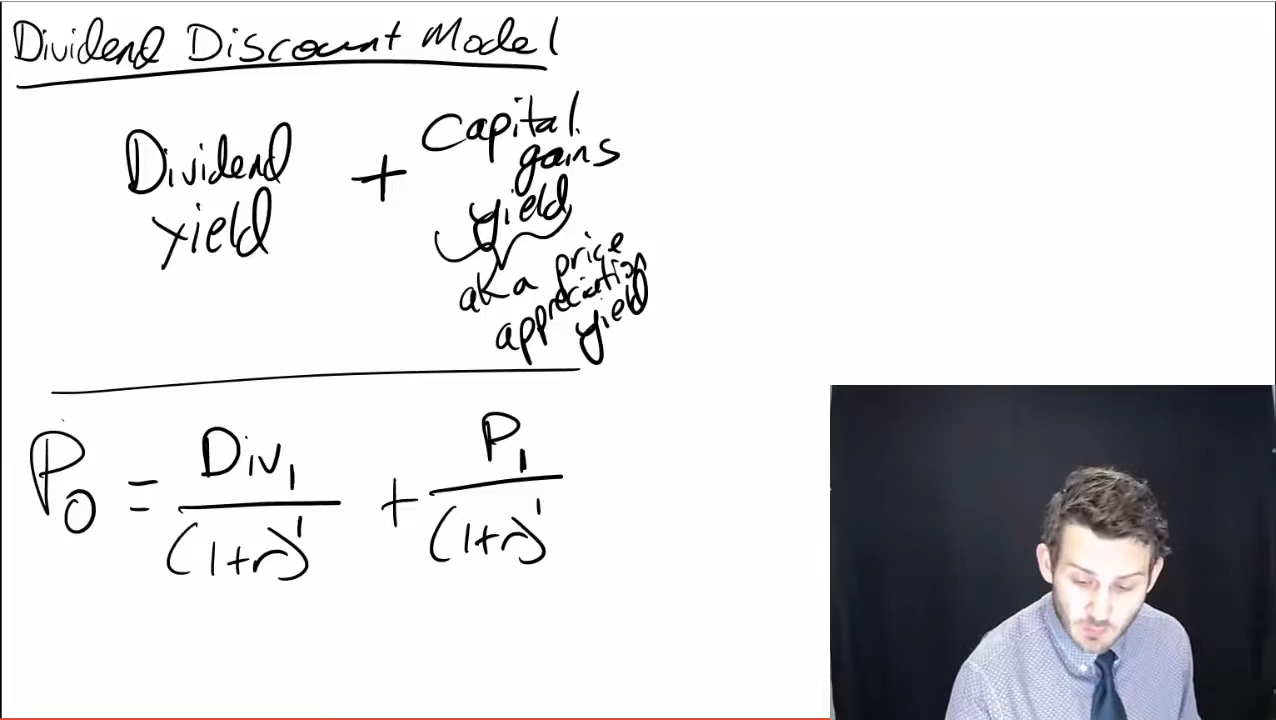 Dividend Discount Model
Dividend
yield
+
Capital
gains
yield
aka price
appreciation
yield
P₀ = Div₁/(1+r)¹ + P₁/(1+r)¹